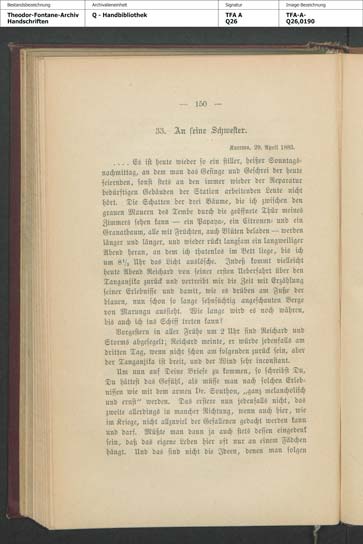 Bestandsbezeichnung
Theodor-Fontane-Archiv
Handschriften
Archivalieneinheit
Q - Handbibliothek
Signatur
TFA A
Q26
Image-Bezeichnung
TFA-A-
Q26,0190
— 150 —
33. An seine Schwester.
Karema, 29. April 1883.
.... Es ist heute wieder so ein stiller, heißer Sonntags-
nachmittag, an dem man das Gesinge und Geschrei der heute
feiernden, sonst stets an den immer wieder der Reparatur
bedürftigen Gebäuden der Station arbeitenden Leute nicht
hört. Die Schatten der drei Bäume, die ich zwischen den
grauen Mauern des Tembe durch die geöffnete Thür meines
Zimmers sehen kann — ein Papaya-, ein Citronen- und ein
Granatbaum, alle mit Früchten, auch Blüten beladen — werden
länger und länger, und wieder rückt langsam ein langweiliger
Abend heran, an dem ich thatenlos im Bett liege, bis ich
um 8½ Uhr das Licht auslösche. Indeß kommt vielleicht
heute Abend Reichard von seiner ersten Ueberfahrt über den
Tanganjika zurück und vertreibt mir die Zeit mit Erzählung
seiner Erlebnisse und damit, wie es drüben am Fuße der
blauen, nun schon so lange sehnsüchtig angeschauten Berge
von Marungu aussieht. Wie lange wird es noch währen,
bis auch ich ins Schiff treten kann!
Vorgestern in aller Frühe um 2 Uhr sind Reichard und
Storms abgesegelt; Reichard meinte, er würde jedenfalls am
dritten Tag, wenn nicht schon am folgenden zurück sein, aber
der Tanganjika ist breit, und der Wind sehr inconstant.
Um nun auf Deine Briefe zu kommen, so schreibst Du,
Du hättest das Gefühl, als müsse man nach solchen Erleb-
nissen wie mit dem armen Dr. Southon, „ganz melancholisch
und ernst“ werden. Das erstere nun jedenfalls nicht, das
zweite allerdings in mancher Richtung, wenn auch hier, wie
im Kriege, nicht allzuviel der Gefallenen gedacht werden kann
und darf. Müßte man dann ja auch stets dessen eingedenk
sein, daß das eigene Leben hier oft nur an einem Fädchen
hängt. Und das sind nicht die Ideen, denen man folgen